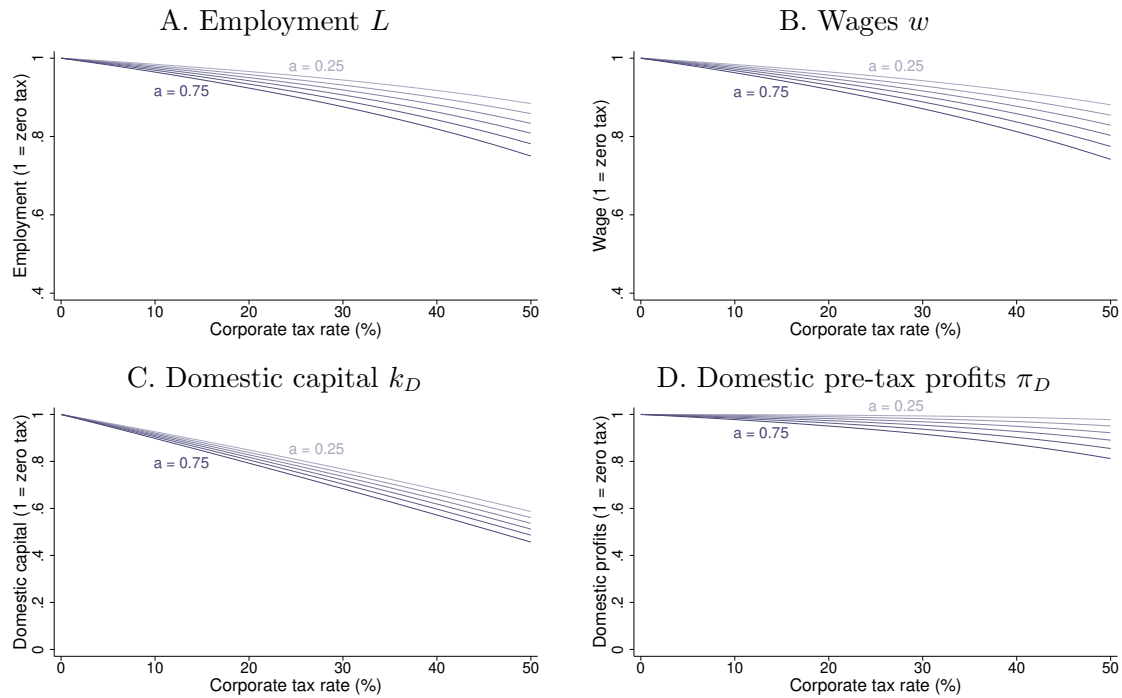 A. Employment L
a = 0.25
a = 0.75
Employment (1 = zero tax)
1
.8
.6
.4
0 10 20 30 40 50
Corporate tax rate (%)
B. Wages w
a = 0.25
a = 0.75
Wage (1 = zero tax)
1
.8
.6
.4
0 10 20 30 40 50
Corporate tax rate (%)
C. Domestic capital k_D
a = 0.25
a = 0.75
Domestic capital (1 = zero tax)
1
.8
.6
.4
.2
0
0 10 20 30 40 50
Corporate tax rate (%)
D. Domestic pre-tax profits π_D
a = 0.25
a = 0.75
Domestic profits (1 = zero tax)
1
.8
.6
.4
.2
0
0 10 20 30 40 50
Corporate tax rate (%)